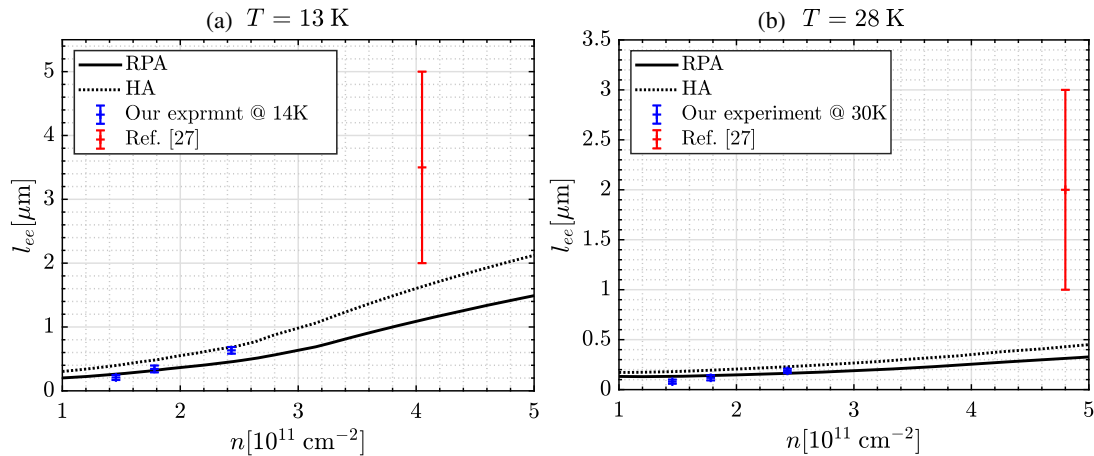 (a) T = 13 K
5
4
3
2
1
0
l_ee[μm]
RPA
HA
Our exprmnt @ 14K
Ref. [27]
1 2 3 4 5
n[10^11 cm^−2]
(b) T = 28 K
3.5
3
2.5
2
1.5
1
0.5
0
l_ee[μm]
RPA
HA
Our experiment @ 30K
Ref. [27]
1 2 3 4 5
n[10^11 cm^−2]